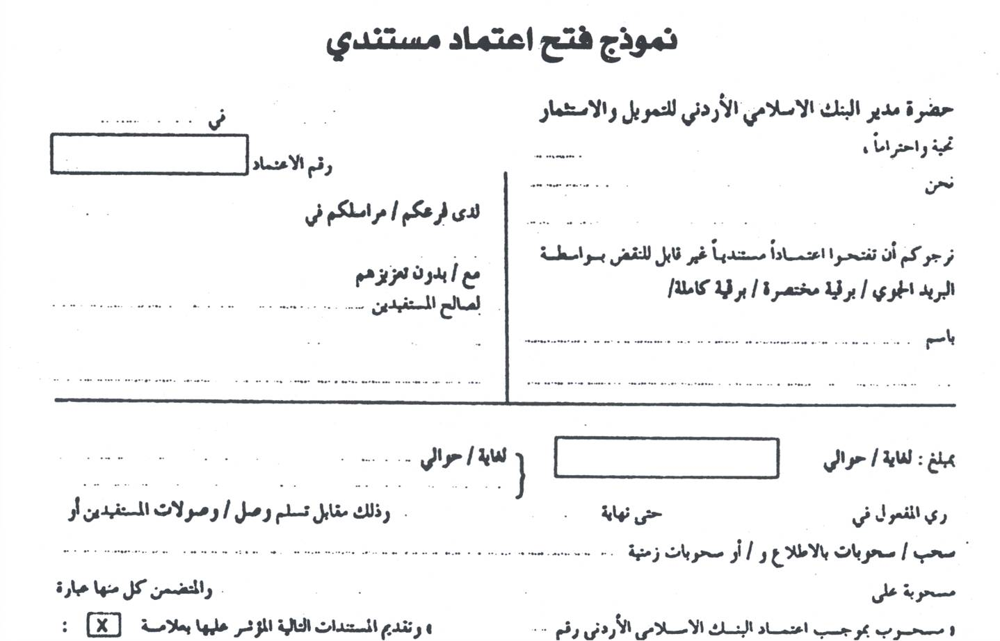 نموذج فتح اعتماد مستندي
حضرة مدير البنك الاسلامي الأردني للتمويل والاستثمار
في
تحية واحتراماً ،
رقم الاعتماد
نحن
لدى فرعكم / مراسلكم في
نرجوكم أن تفتحوا اعتماداً مستندياً غير قابل للنقض بواسطة
البريد الجوي / برقية مختصرة / برقية كاملة/
مع / بدون تعزيزهم
لصالح المستفيدين
باسم
بمبلغ : لغاية / حوالي
لغاية / حوالي
ري المفعول في حتى نهاية وذلك مقابل تسلم وصل / وصولات المستفيدين أو
سحب / سحوبات بالاطلاع و / أو سحوبات زمنية
مسحوبة على والمتضمن كل منها عبارة
« مسحوب بموجب اعتماد البنك الاسلامي الأردني رقم » وتقديم المستندات التالية المؤشر عليها بعلامة X :